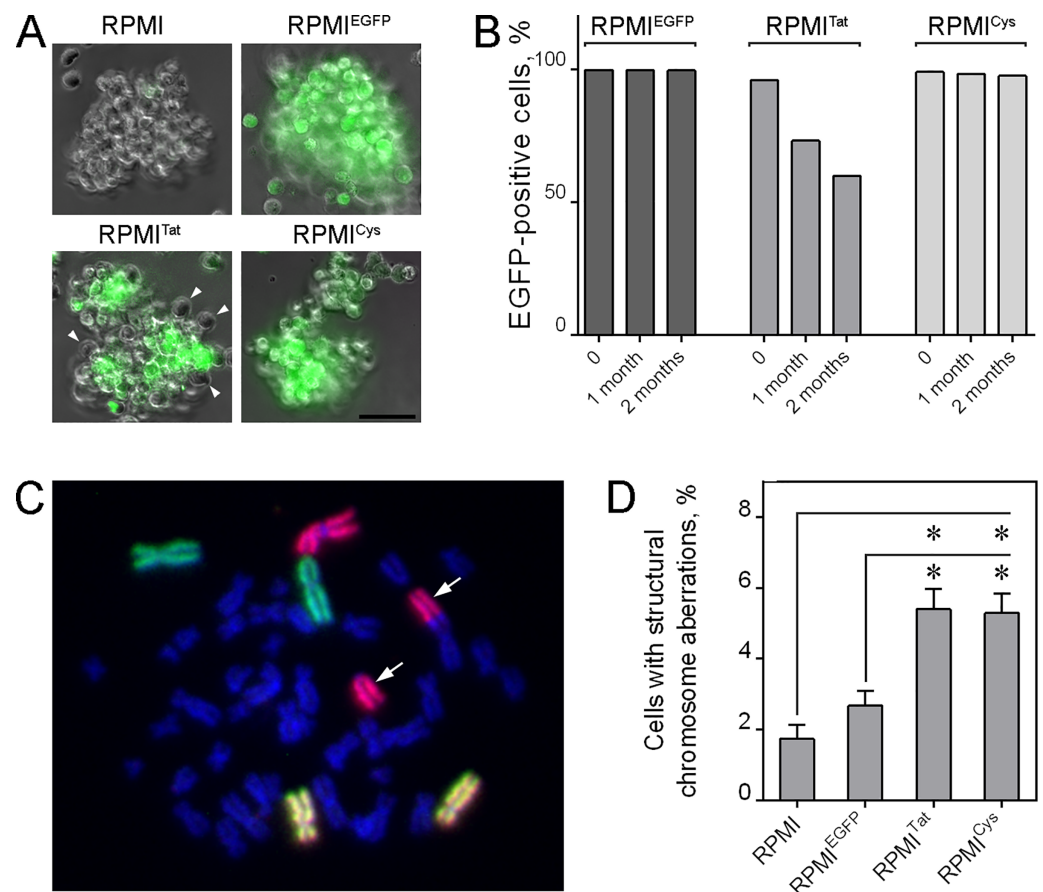 A
RPMI
RPMI^EGFP
RPMI^Tat
RPMI^Cys
B
EGFP-positive cells, %
RPMI^EGFP
RPMI^Tat
RPMI^Cys
100
50
0
0
1 month
2 months
0
1 month
2 months
0
1 month
2 months
C
D
Cells with structural
chromosome aberrations, %
8
6
4
2
0
* *
* *
RPMI
RPMI^EGFP
RPMI^Tat
RPMI^Cys